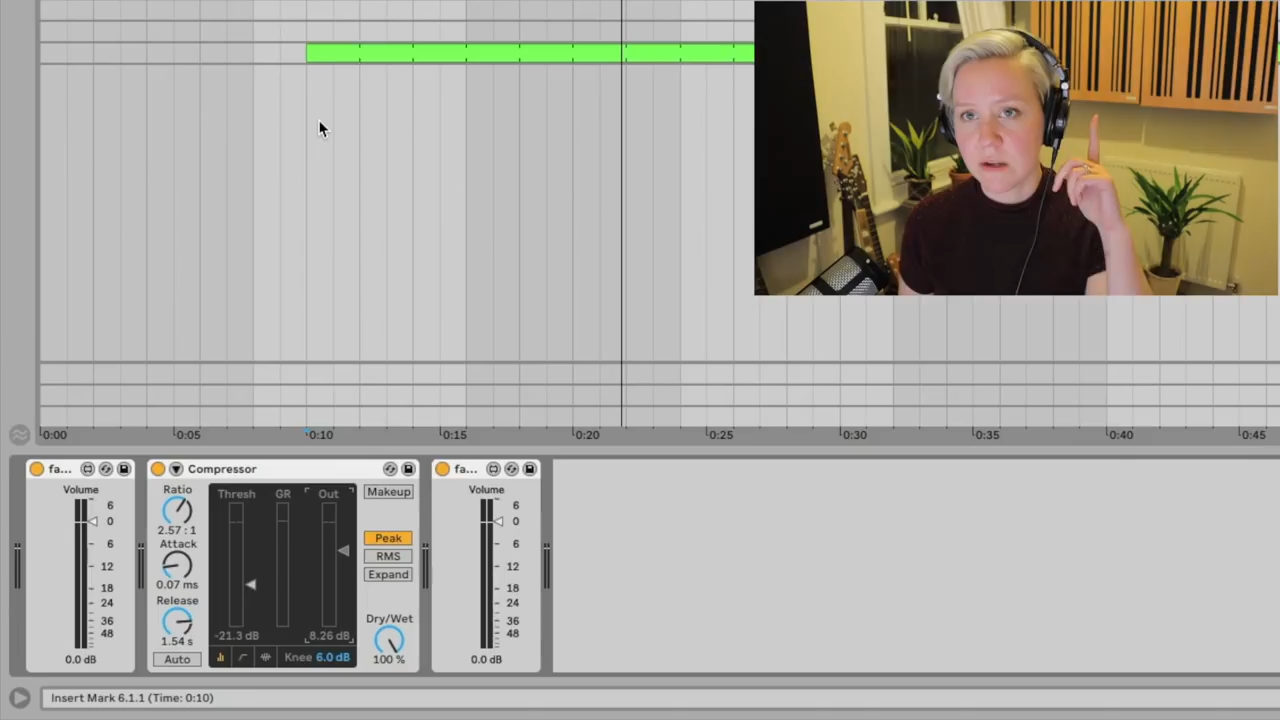 0:00 0:05 0:10 0:15 0:20 0:25 0:30 0:35 0:40 0:45
fa...
Volume
6
0
6
12
18
24
36
48
0.0 dB
Compressor
Ratio
2.57 : 1
Attack
0.07 ms
Release
1.54 s
Auto
Thresh GR Out
-21.3 dB 8.26 dB
Knee 6.0 dB
Makeup
Peak
RMS
Expand
Dry/Wet
100 %
fa...
Volume
6
0
6
12
18
24
36
48
0.0 dB
Insert Mark 6.1.1 (Time: 0:10)